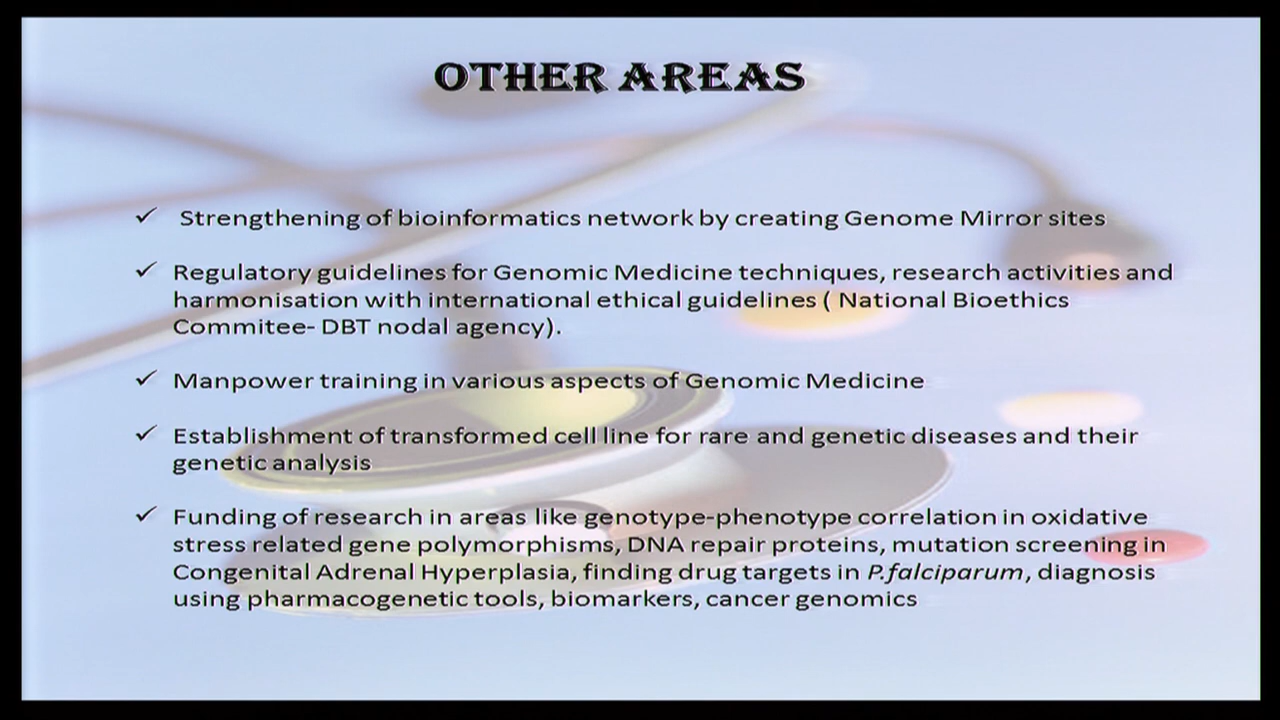 OTHER AREAS
✓ Strengthening of bioinformatics network by creating Genome Mirror sites
✓ Regulatory guidelines for Genomic Medicine techniques, research activities and
harmonisation with international ethical guidelines ( National Bioethics
Commitee- DBT nodal agency).
✓ Manpower training in various aspects of Genomic Medicine
✓ Establishment of transformed cell line for rare and genetic diseases and their
genetic analysis
✓ Funding of research in areas like genotype-phenotype correlation in oxidative
stress related gene polymorphisms, DNA repair proteins, mutation screening in
Congenital Adrenal Hyperplasia, finding drug targets in P.falciparum, diagnosis
using pharmacogenetic tools, biomarkers, cancer genomics